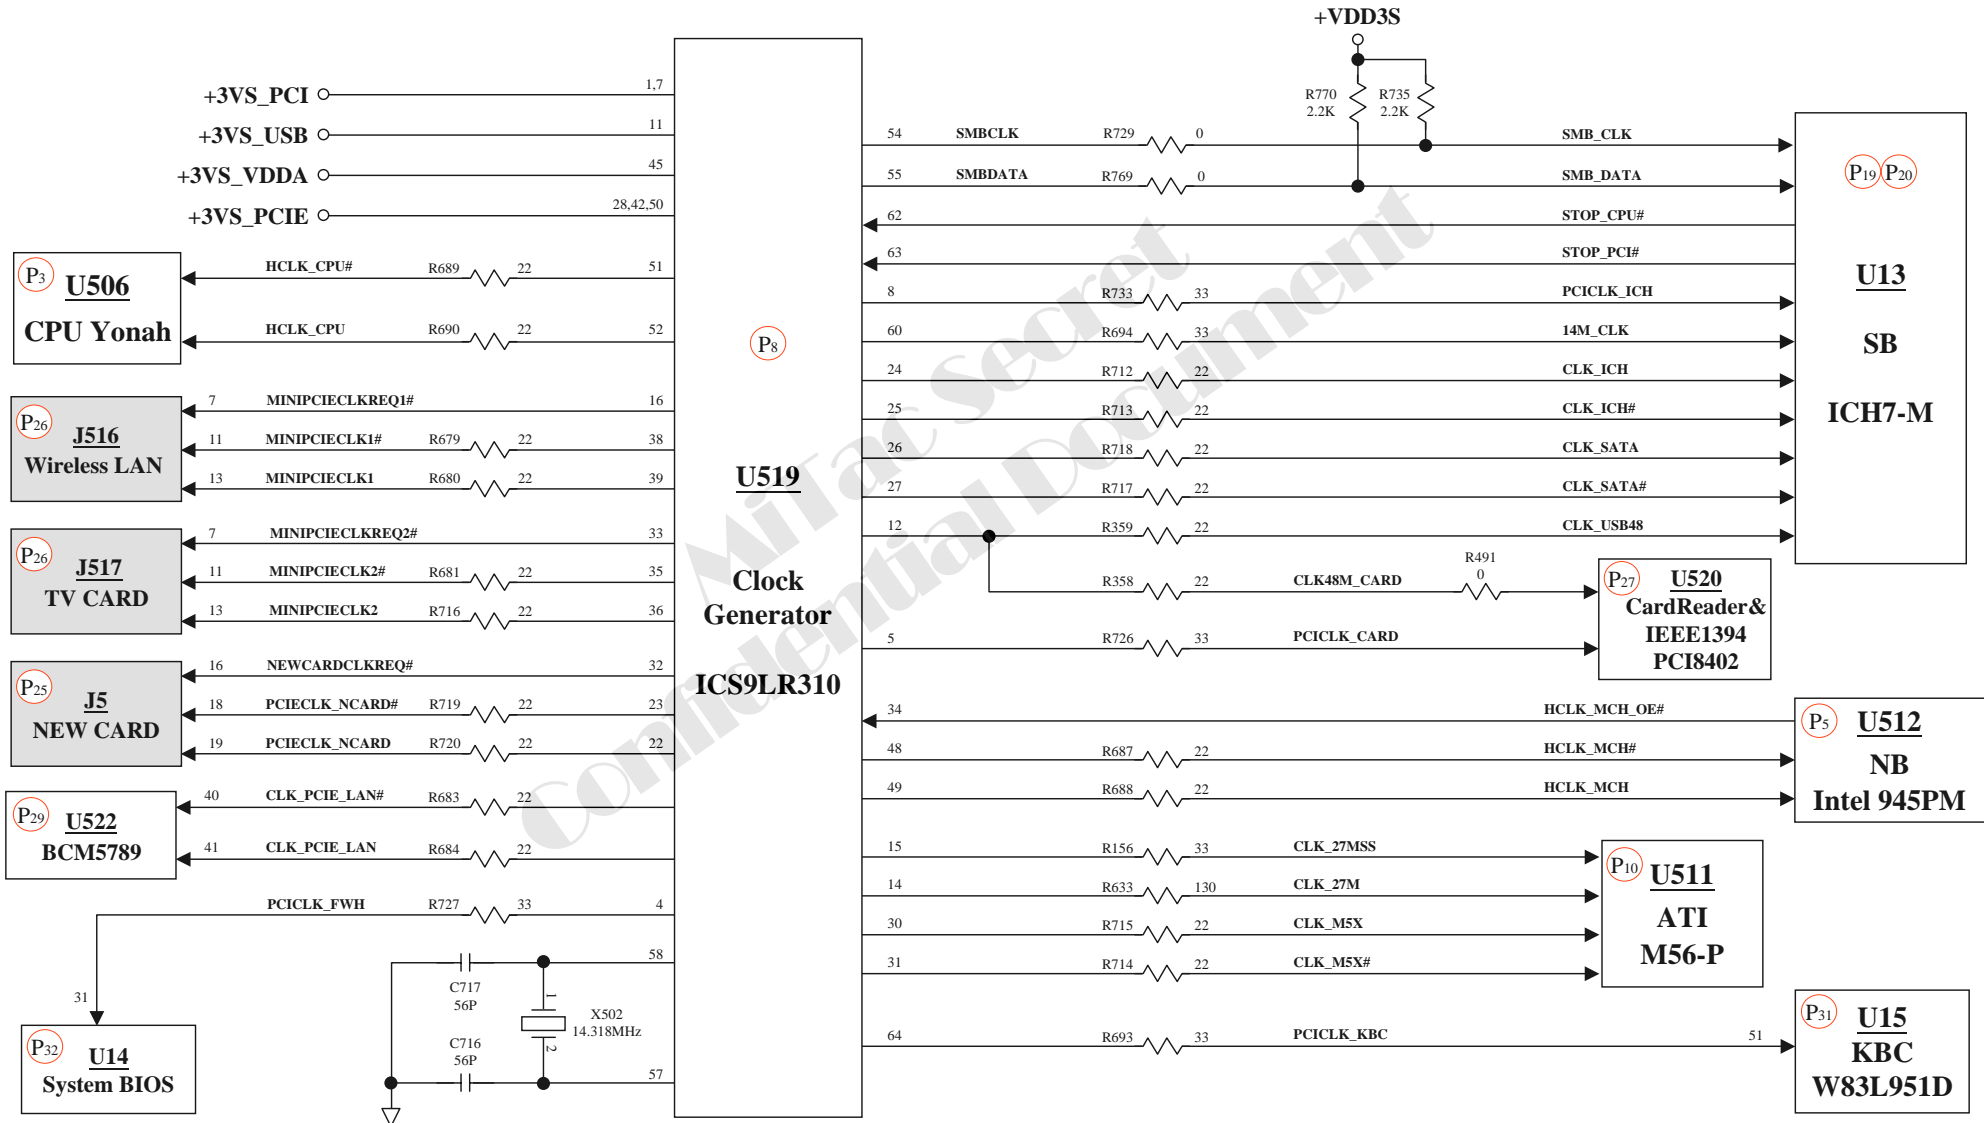 +VDD3S
R770
2.2K
R735
2.2K
+3VS_PCI 1,7
+3VS_USB 11
+3VS_VDDA 45
+3VS_PCIE 28,42,50
P3 U506
CPU Yonah
HCLK_CPU# R689 22 51
HCLK_CPU R690 22 52
P26
J516
Wireless LAN
7 MINIPCIECLKREQ1# 16
11 MINIPCIECLK1# R679 22 38
13 MINIPCIECLK1 R680 22 39
P26
J517
TV CARD
7 MINIPCIECLKREQ2# 33
11 MINIPCIECLK2# R681 22 35
13 MINIPCIECLK2 R716 22 36
P25
J5
NEW CARD
16 NEWCARDCLKREQ# 32
18 PCIECLK_NCARD# R719 22 23
19 PCIECLK_NCARD R720 22 22
P29
U522
BCM5789
40 CLK_PCIE_LAN# R683 22
41 CLK_PCIE_LAN R684 22
PCICLK_FWH R727 33 4
31
P32
U14
System BIOS
58
C717
56P
1
X502
14.318MHz
2
C716
56P
57
P8
U519
Clock
Generator
ICS9LR310
54 SMBCLK R729 0 SMB_CLK
55 SMBDATA R769 0 SMB_DATA
62 STOP_CPU#
63 STOP_PCI#
8 R733 33 PCICLK_ICH
60 R694 33 14M_CLK
24 R712 22 CLK_ICH
25 R713 22 CLK_ICH#
26 R718 22 CLK_SATA
27 R717 22 CLK_SATA#
12 R359 22 CLK_USB48
R358 22 CLK48M_CARD R491 0
5 R726 33 PCICLK_CARD
34 HCLK_MCH_OE#
48 R687 22 HCLK_MCH#
49 R688 22 HCLK_MCH
15 R156 33 CLK_27MSS
14 R633 130 CLK_27M
30 R715 22 CLK_M5X
31 R714 22 CLK_M5X#
64 R693 33 PCICLK_KBC 51
P19 P20
U13
SB
ICH7-M
P27 U520
CardReader&
IEEE1394
PCI8402
P5 U512
NB
Intel 945PM
P10 U511
ATI
M56-P
P31 U15
KBC
W83L951D
MiTac Secret
Confidential Document